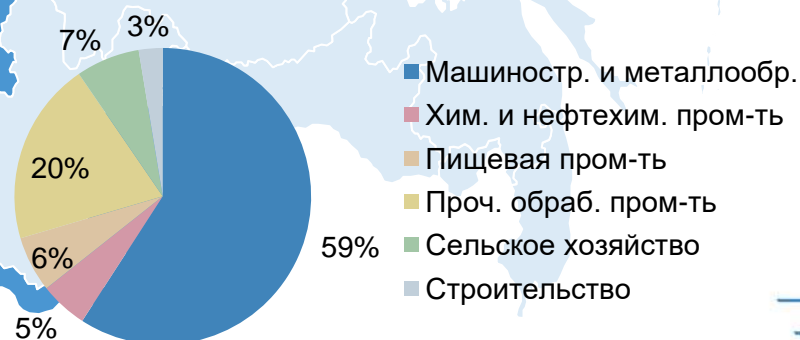 3%
7%
20%
6%
5%
59%
Машиностр. и металлообр.
Хим. и нефтехим. пром-ть
Пищевая пром-ть
Проч. обраб. пром-ть
Сельское хозяйство
Строительство